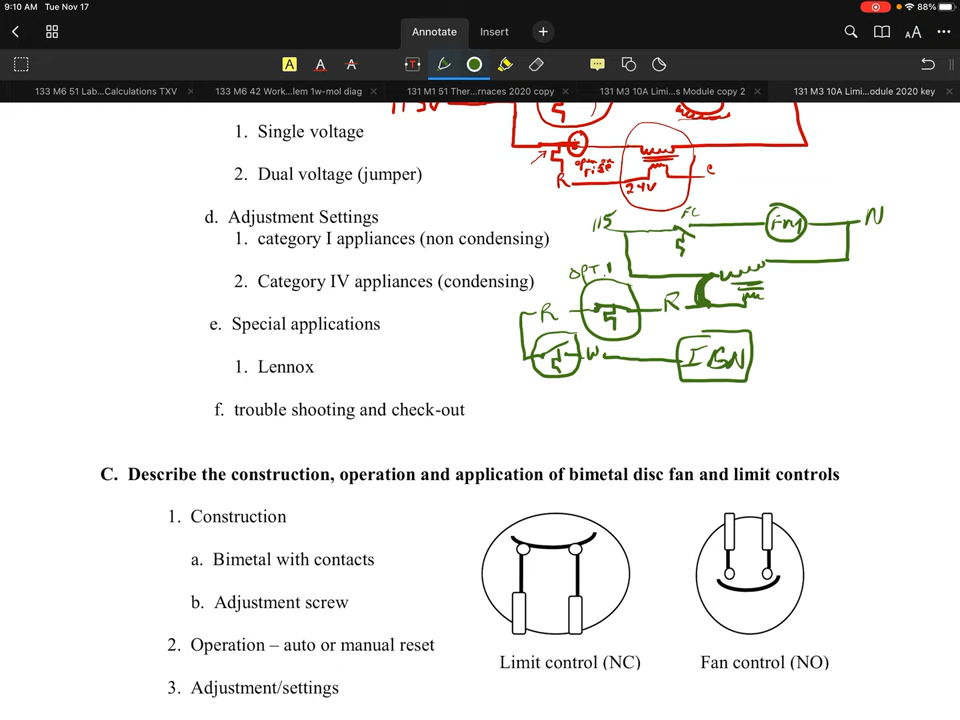 9:10 AM Tue Nov 17
88%
Annotate
Insert
AA
A A A T
133 M6 51 Lab...Calculations TXV
133 M6 42 Work...lem 1w-mol diag
131 M1 51 Ther...rnaces 2020 copy
131 M3 10A Limi...s Module copy 2
131 M3 10A Limi...odule 2020 key
1. Single voltage
2. Dual voltage (jumper)
open on
rise
R
24V
c
d. Adjustment Settings
1. category I appliances (non condensing)
2. Category IV appliances (condensing)
115
FC
FM
N
OPT.1
R
R
W
IGN
e. Special applications
1. Lennox
f. trouble shooting and check-out
C. Describe the construction, operation and application of bimetal disc fan and limit controls
1. Construction
a. Bimetal with contacts
b. Adjustment screw
2. Operation – auto or manual reset
3. Adjustment/settings
Limit control (NC)
Fan control (NO)